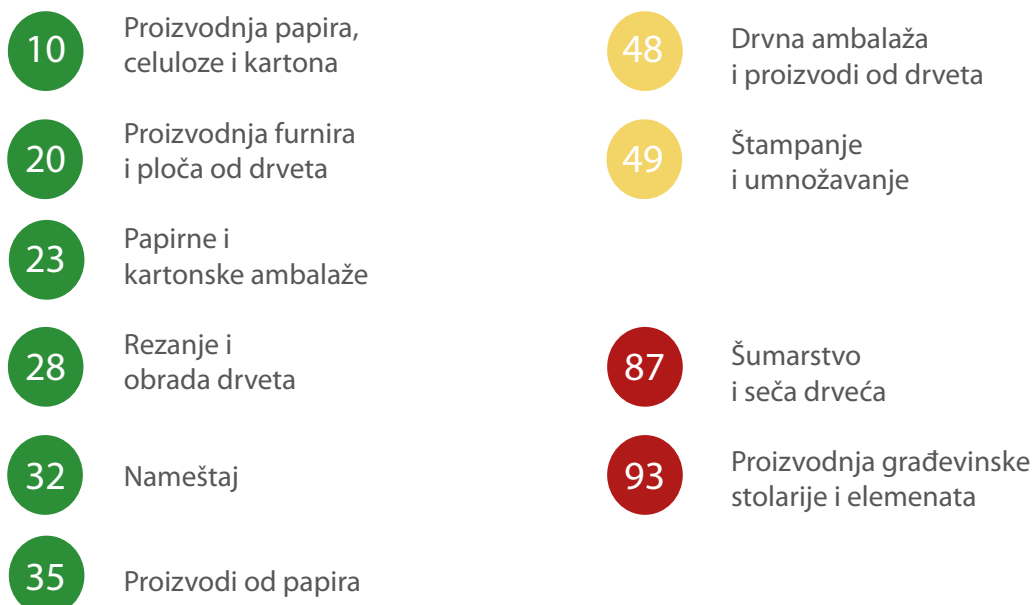 10
Proizvodnja papira,
celuloze i kartona
20
Proizvodnja furnira
i ploča od drveta
23
Papirne i
kartonske ambalaže
28
Rezanje i
obrada drveta
32
Nameštaj
35
Proizvodi od papira
48
Drvna ambalaža
i proizvodi od drveta
49
Štampanje
i umnožavanje
87
Šumarstvo
i seča drveća
93
Proizvodnja građevinske
stolarije i elemenata